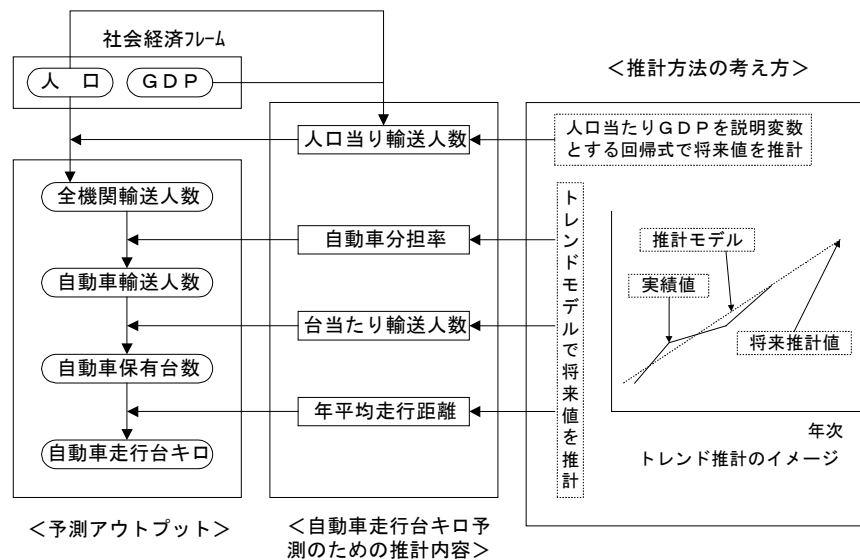 社会経済ﾌﾚｰﾑ
人　口
ＧＤＰ
＜推計方法の考え方＞
人口当り輸送人数
人口当たりＧＤＰを説明変数
とする回帰式で将来値を推計
全機関輸送人数
自動車分担率
自動車輸送人数
台当たり輸送人数
自動車保有台数
年平均走行距離
自動車走行台キロ
トレンドモデルで将来値を推計
推計モデル
実績値
将来推計値
年次
トレンド推計のイメージ
＜予測アウトプット＞
＜自動車走行台キロ予
測のための推計内容＞